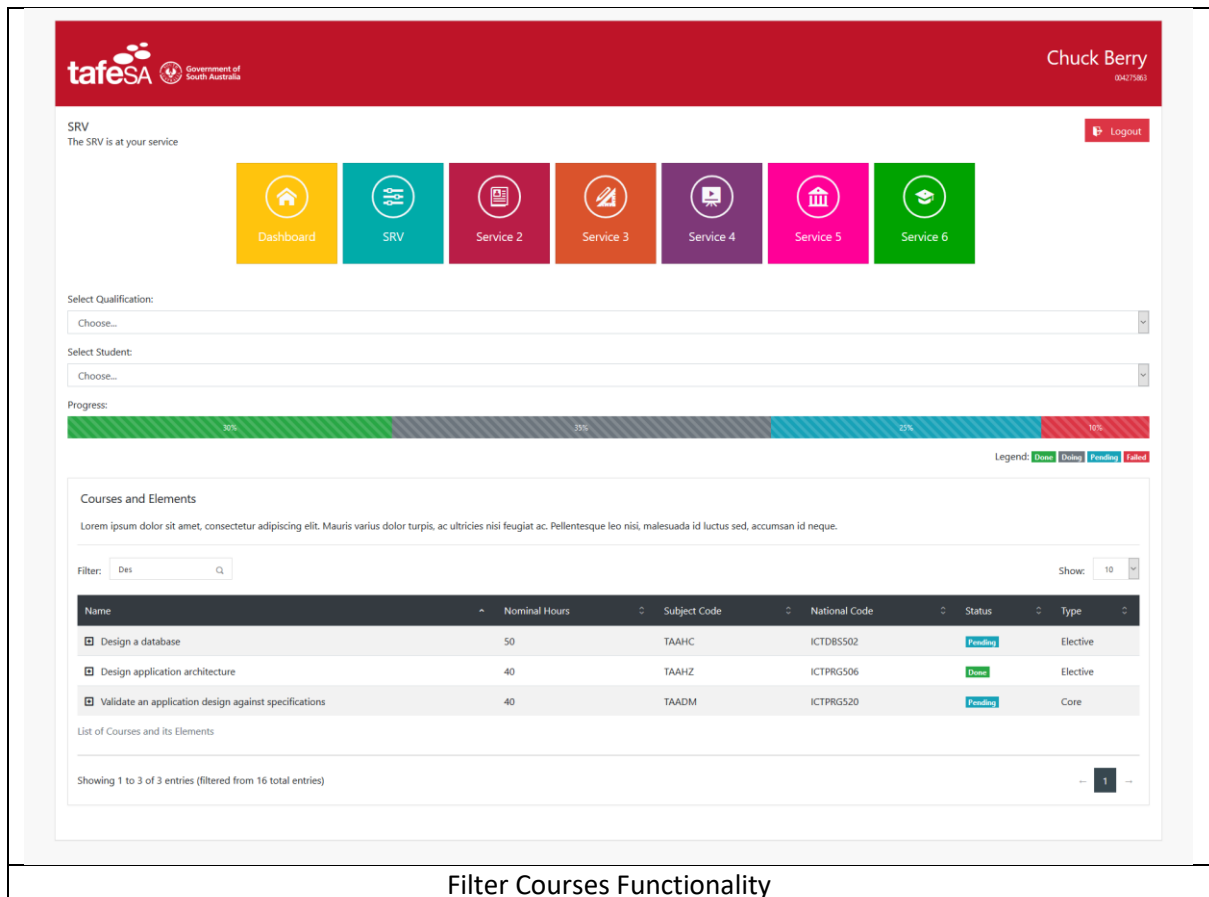 tafeSA Government of South Australia
Chuck Berry
004275863
SRV
The SRV is at your service
Logout
Dashboard SRV Service 2 Service 3 Service 4 Service 5 Service 6
Select Qualification:
Choose...
Select Student:
Choose...
Progress:
30% 35% 25% 10%
Legend: Done Doing Pending Failed
Courses and Elements
Lorem ipsum dolor sit amet, consectetur adipiscing elit. Mauris varius dolor turpis, ac ultricies nisi feugiat ac. Pellentesque leo nisi, malesuada id luctus sed, accumsan id neque.
Filter: Des Show: 10
Name Nominal Hours Subject Code National Code Status Type
Design a database 50 TAAHC ICTDBS502 Pending Elective
Design application architecture 40 TAAHZ ICTPRG506 Done Elective
Validate an application design against specifications 40 TAADM ICTPRG520 Pending Core
List of Courses and its Elements
Showing 1 to 3 of 3 entries (filtered from 16 total entries) ← 1 →
Filter Courses Functionality